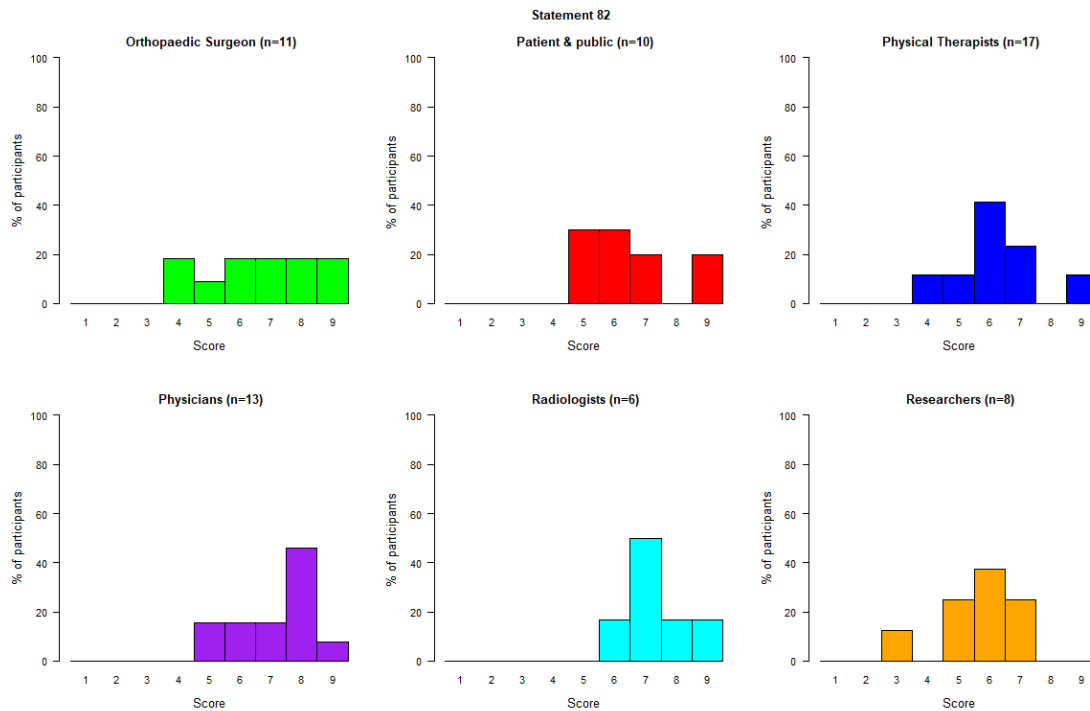 Statement 82
Orthopaedic Surgeon (n=11)
% of participants
100
80
60
40
20
0
1 2 3 4 5 6 7 8 9
Score
Patient & public (n=10)
% of participants
100
80
60
40
20
0
1 2 3 4 5 6 7 8 9
Score
Physical Therapists (n=17)
% of participants
100
80
60
40
20
0
1 2 3 4 5 6 7 8 9
Score
Physicians (n=13)
% of participants
100
80
60
40
20
0
1 2 3 4 5 6 7 8 9
Score
Radiologists (n=6)
% of participants
100
80
60
40
20
0
1 2 3 4 5 6 7 8 9
Score
Researchers (n=8)
% of participants
100
80
60
40
20
0
1 2 3 4 5 6 7 8 9
Score